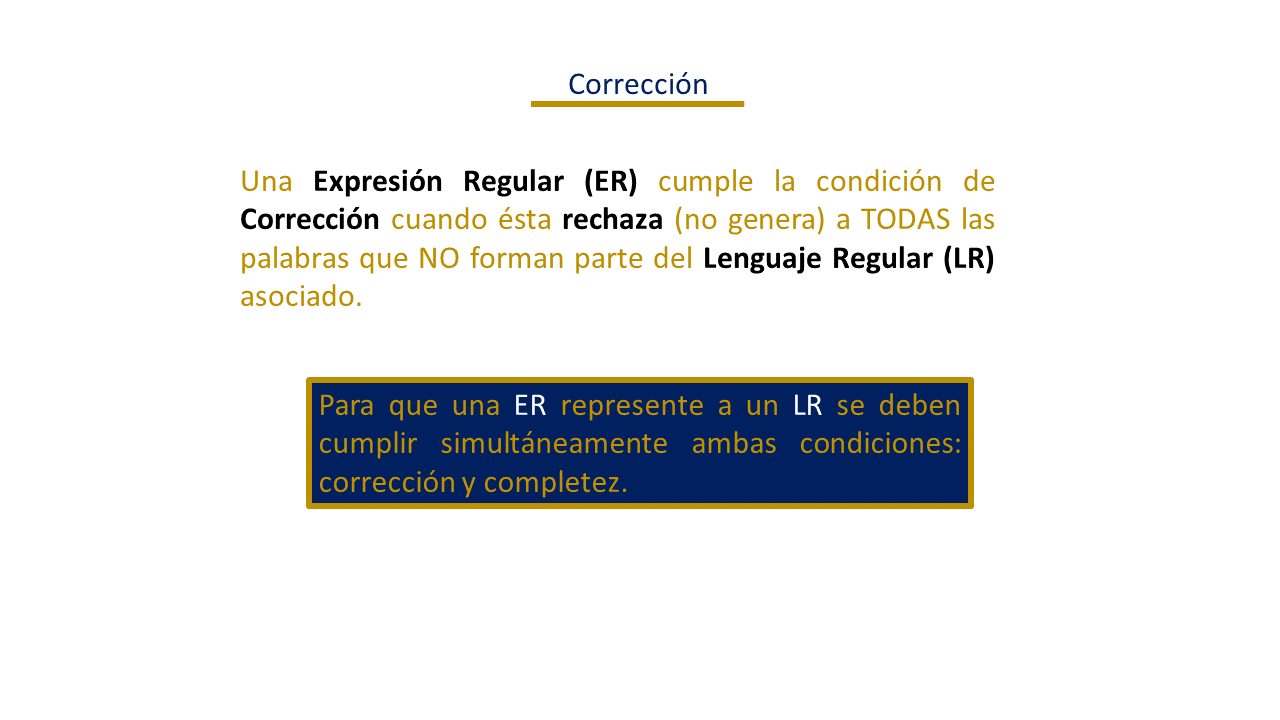 Corrección
Una Expresión Regular (ER) cumple la condición de
Corrección cuando ésta rechaza (no genera) a TODAS las
palabras que NO forman parte del Lenguaje Regular (LR)
asociado.
Para que una ER represente a un LR se deben
cumplir simultáneamente ambas condiciones:
corrección y completez.